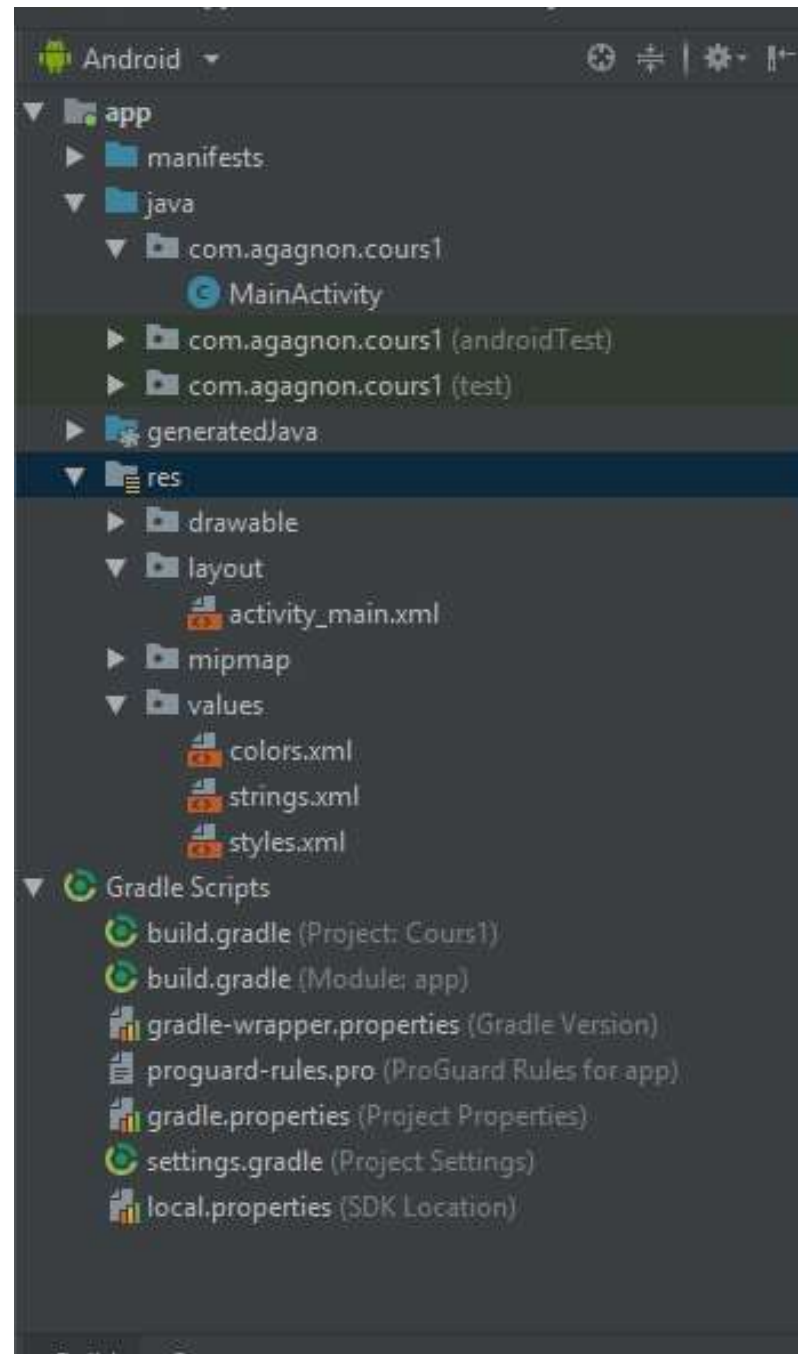 Android
app
manifests
java
com.agagnon.cours1
MainActivity
com.agagnon.cours1 (androidTest)
com.agagnon.cours1 (test)
generatedJava
res
drawable
layout
activity_main.xml
mipmap
values
colors.xml
strings.xml
styles.xml
Gradle Scripts
build.gradle (Project: Cours1)
build.gradle (Module: app)
gradle-wrapper.properties (Gradle Version)
proguard-rules.pro (ProGuard Rules for app)
gradle.properties (Project Properties)
settings.gradle (Project Settings)
local.properties (SDK Location)